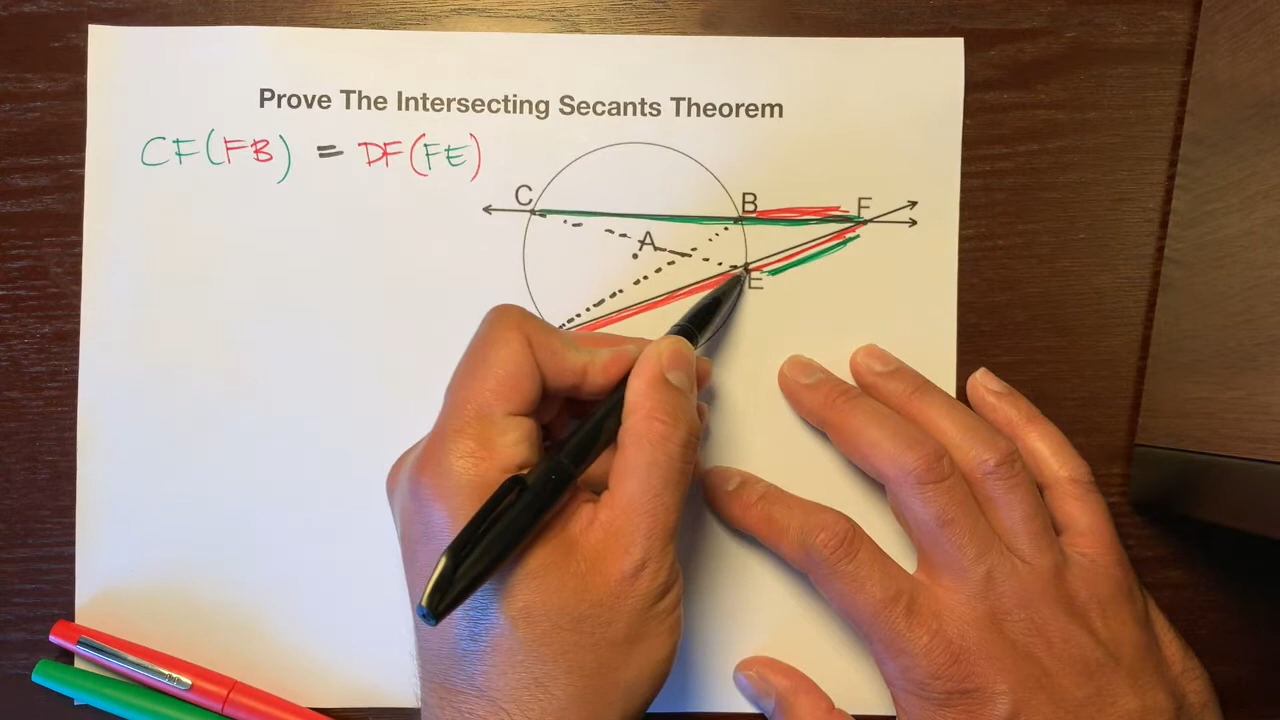 Prove The Intersecting Secants Theorem
CF(FB) = DF(FE)
C
B
F
A
E